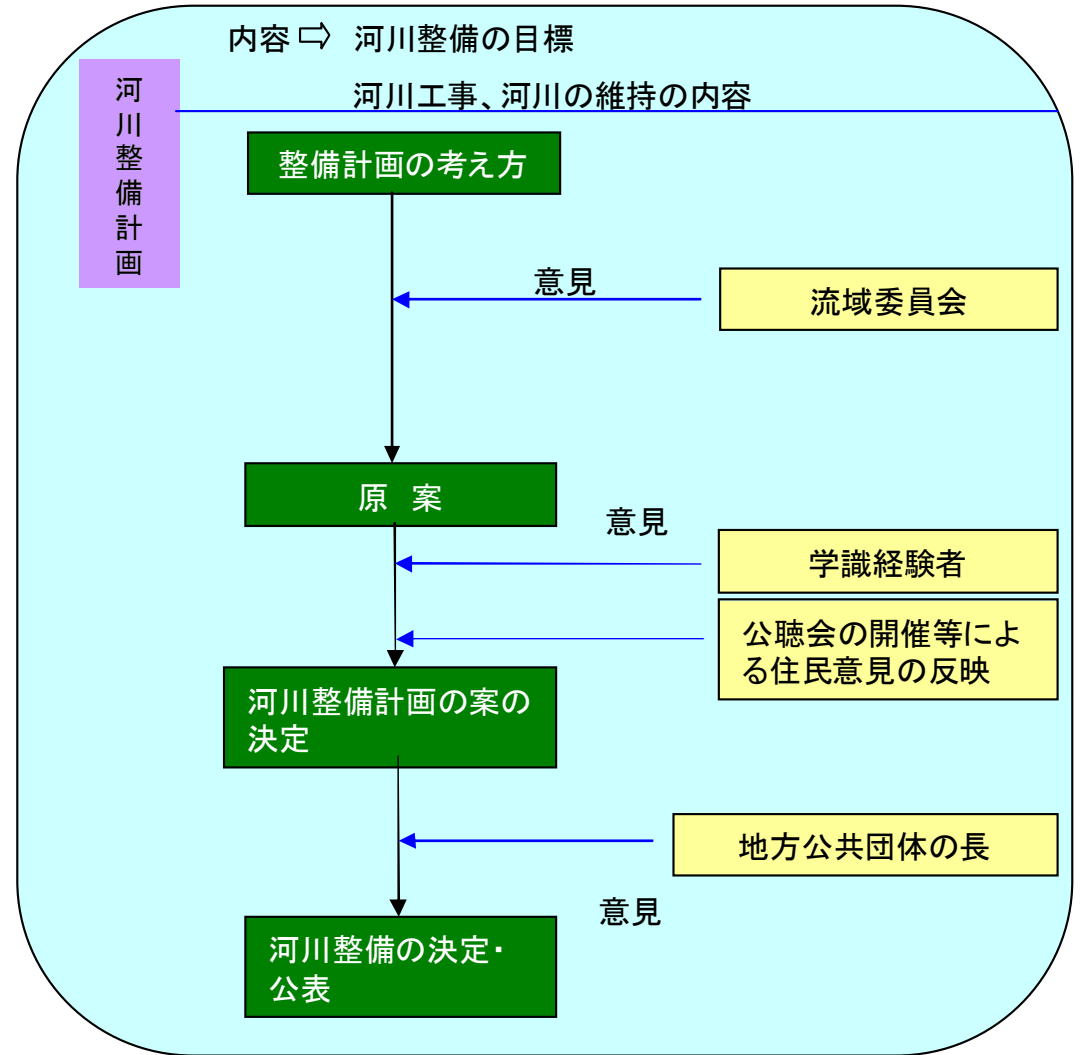 内容⇨ 河川整備の目標
河川工事、河川の維持の内容
河川整備計画
整備計画の考え方
意見
流域委員会
原 案
意見
学識経験者
公聴会の開催等によ
る住民意見の反映
河川整備計画の案の
決定
地方公共団体の長
意見
河川整備の決定・
公表